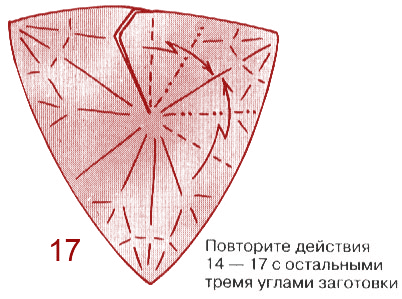 17
Повторите действия
14 — 17 с остальными
тремя углами заготовки